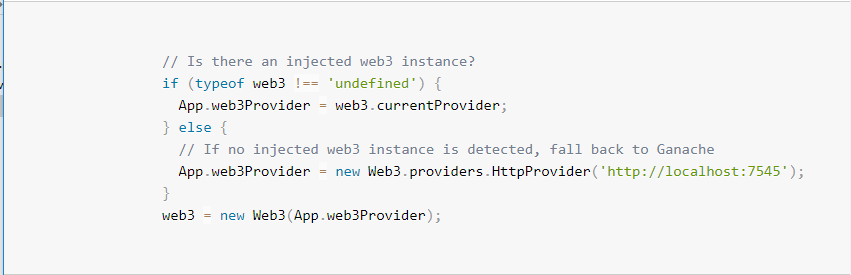 // Is there an injected web3 instance?
if (typeof web3 !== 'undefined') {
  App.web3Provider = web3.currentProvider;
} else {
  // If no injected web3 instance is detected, fall back to Ganache
  App.web3Provider = new Web3.providers.HttpProvider('http://localhost:7545');
}
web3 = new Web3(App.web3Provider);